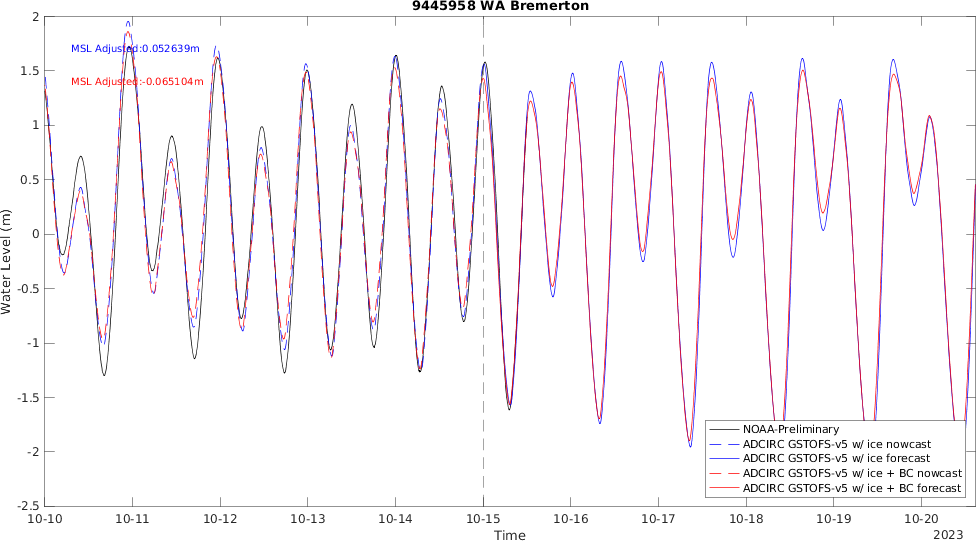 9445958 WA Bremerton
MSL Adjusted:0.052639m
MSL Adjusted:-0.065104m
Water Level (m)
2
1.5
1
0.5
0
-0.5
-1
-1.5
-2
-2.5
NOAA-Preliminary
ADCIRC GSTOFS-v5 w/ ice nowcast
ADCIRC GSTOFS-v5 w/ ice forecast
ADCIRC GSTOFS-v5 w/ ice + BC nowcast
ADCIRC GSTOFS-v5 w/ ice + BC forecast
10-10 10-11 10-12 10-13 10-14 10-15 10-16 10-17 10-18 10-19 10-20
Time
2023